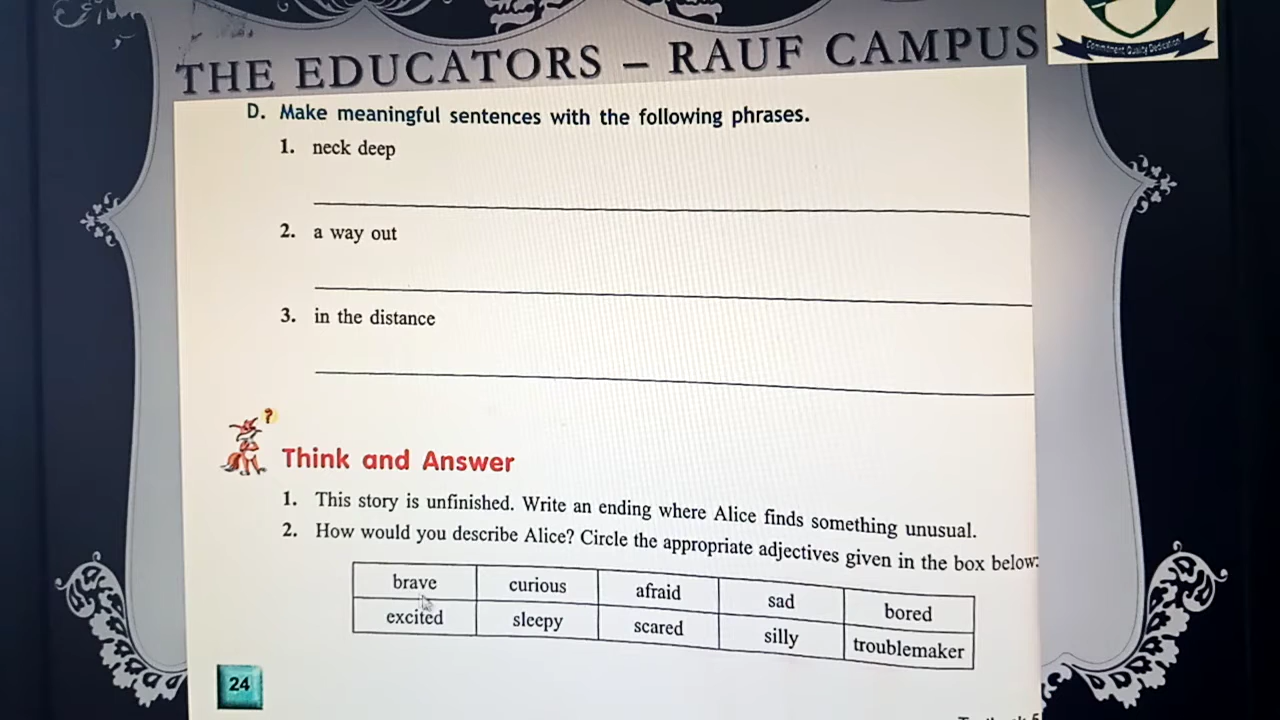 Commitment Quality Dedication
THE EDUCATORS – RAUF CAMPUS
D. Make meaningful sentences with the following phrases.
1. neck deep
2. a way out
3. in the distance
?
Think and Answer
1. This story is unfinished. Write an ending where Alice finds something unusual.
2. How would you describe Alice? Circle the appropriate adjectives given in the box below:
brave curious afraid sad bored
excited sleepy scared silly troublemaker
24